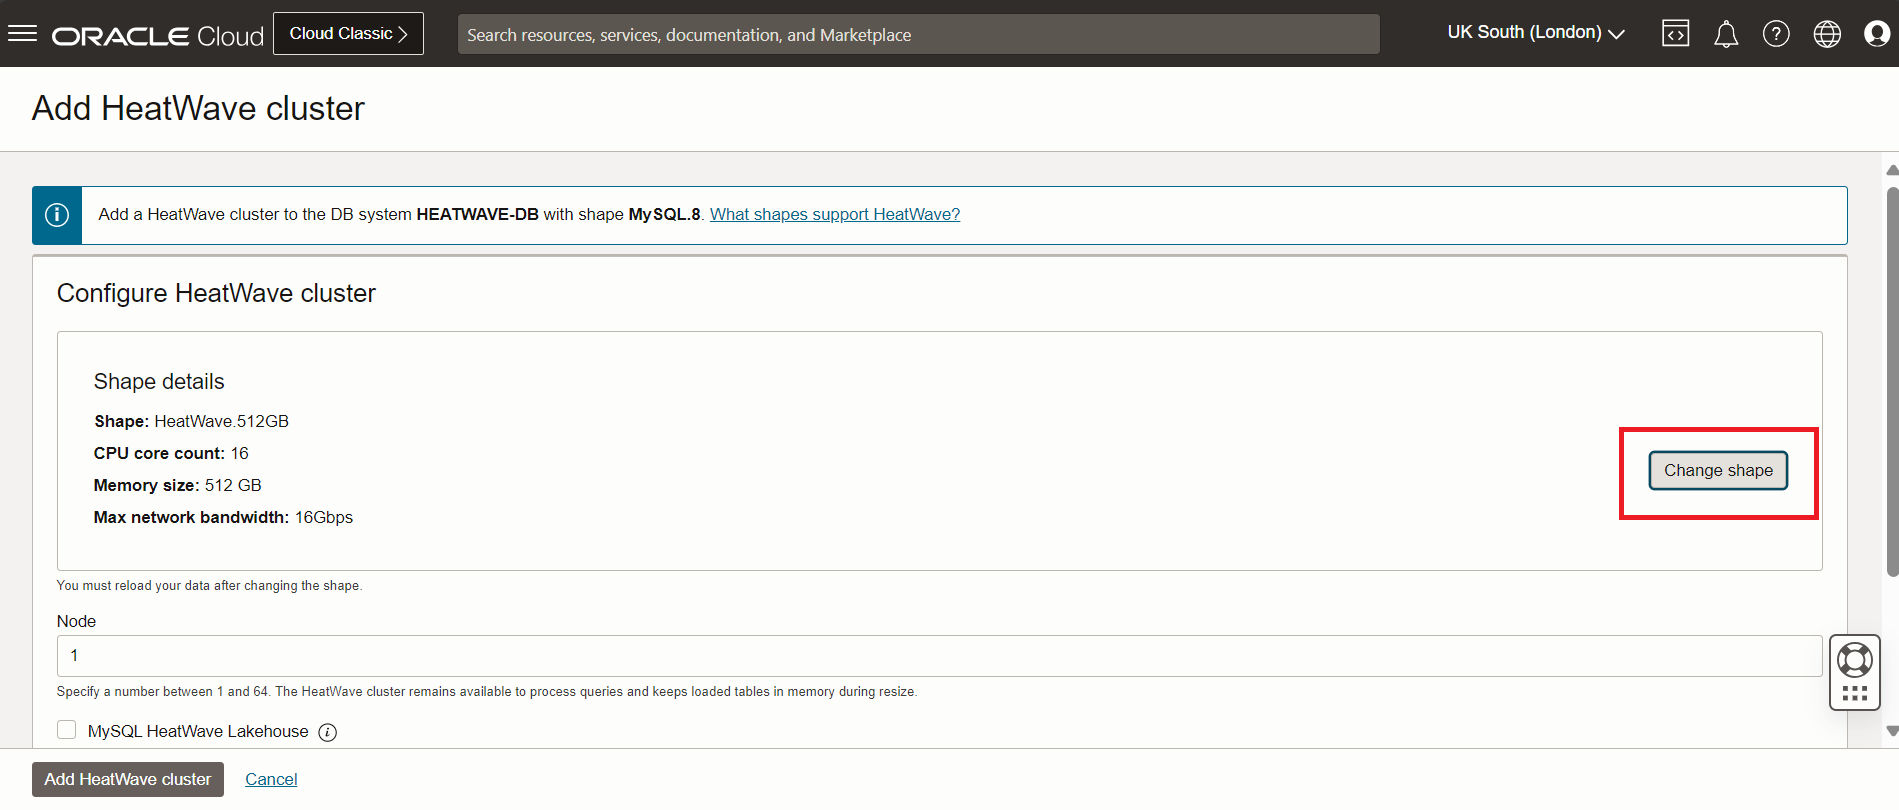 ORACLE Cloud
Cloud Classic
Search resources, services, documentation, and Marketplace
UK South (London)
Add HeatWave cluster
Add a HeatWave cluster to the DB system HEATWAVE-DB with shape MySQL.8. What shapes support HeatWave?
Configure HeatWave cluster
Shape details
Shape: HeatWave.512GB
CPU core count: 16
Memory size: 512 GB
Max network bandwidth: 16Gbps
Change shape
You must reload your data after changing the shape.
Node
1
Specify a number between 1 and 64. The HeatWave cluster remains available to process queries and keeps loaded tables in memory during resize.
MySQL HeatWave Lakehouse
Add HeatWave cluster
Cancel